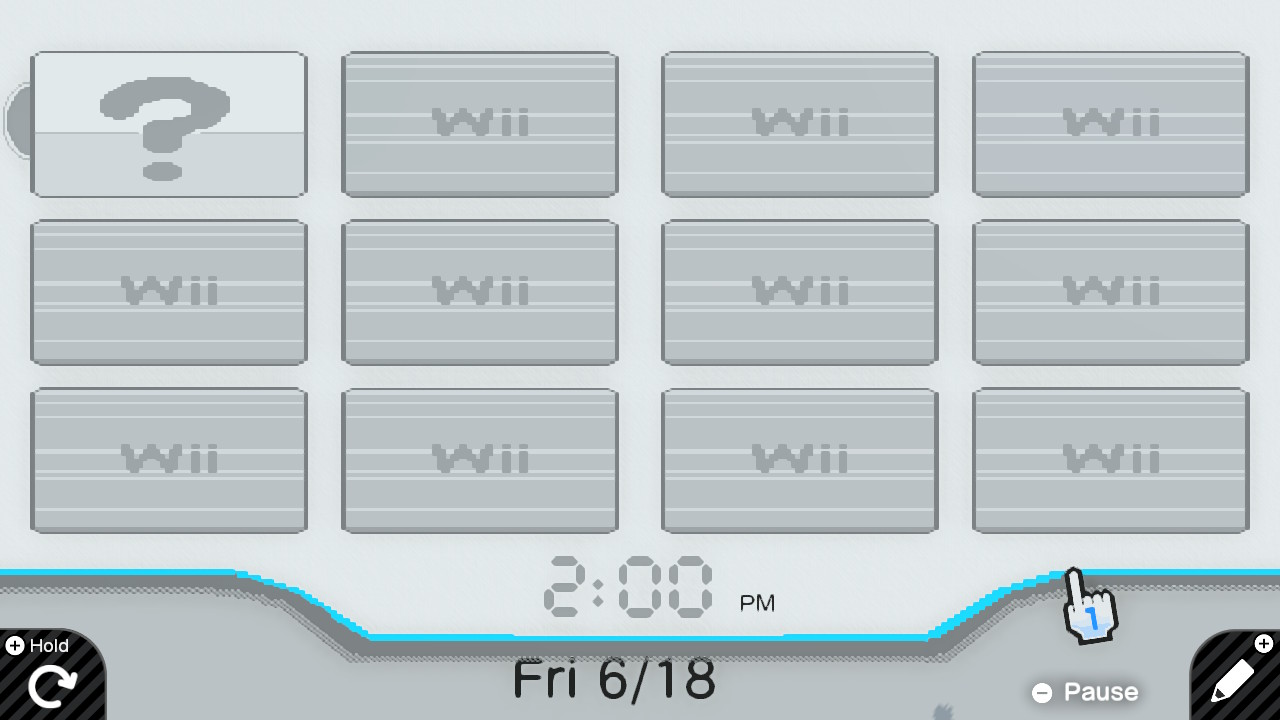 ?
Wii Wii Wii
Wii Wii Wii Wii
Wii Wii Wii Wii
2:00 PM
1
+ Hold
Fri 6/18
− Pause
+